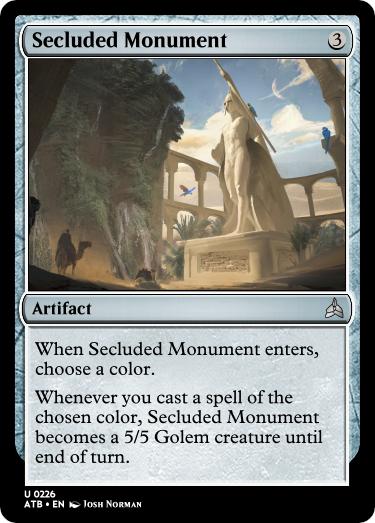 Secluded Monument 3
Artifact
When Secluded Monument enters,
choose a color.
Whenever you cast a spell of the
chosen color, Secluded Monument
becomes a 5/5 Golem creature until
end of turn.
U 0226
ATB • EN Josh Norman